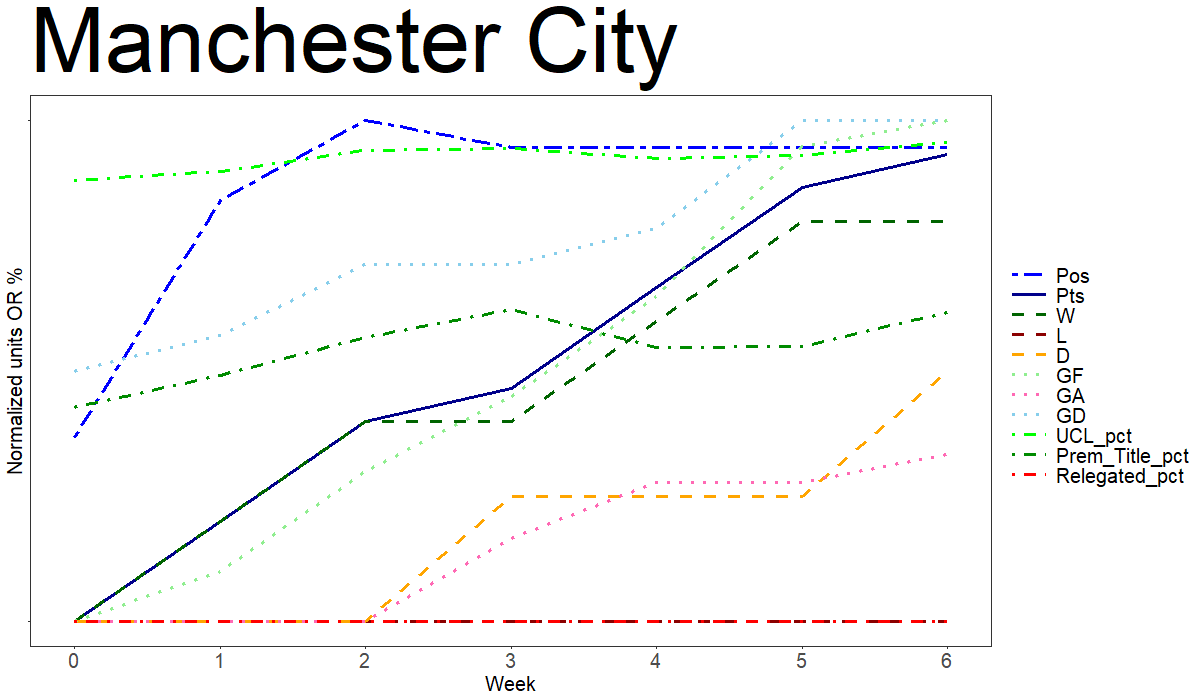 Manchester City
Normalized units OR %
0 1 2 3 4 5 6
Week
Pos
Pts
W
L
D
GF
GA
GD
UCL_pct
Prem_Title_pct
Relegated_pct